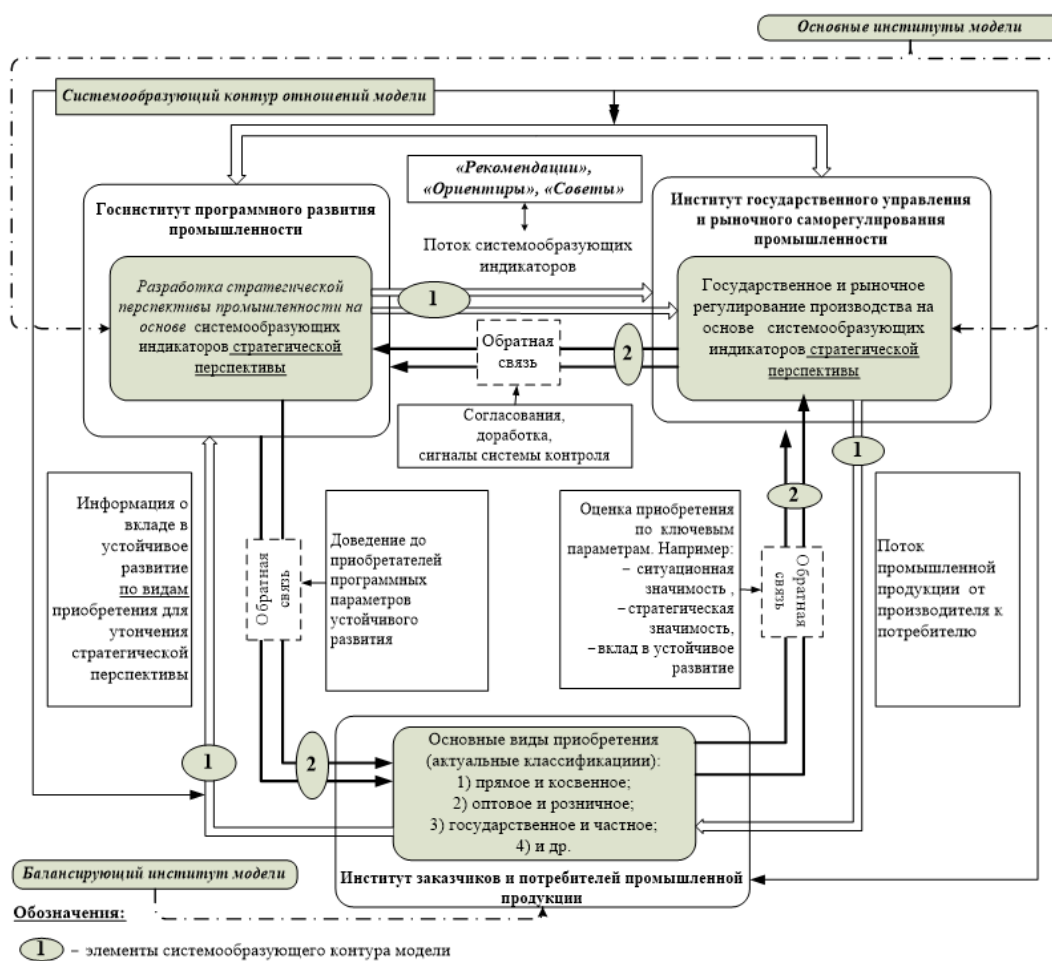 Основные институты модели
Системообразующий контур отношений модели
«Рекомендации»,
«Ориентиры», «Советы»
Госинститут программного развития
промышленности
Институт государственного управления
и рыночного саморегулирования
промышленности
Поток системообразующих
индикаторов
Разработка стратегической
перспективы промышленности на
основе системообразующих
индикаторов стратегической
перспективы
1
Государственное и рыночное
регулирование производства на
основе системообразующих
индикаторов стратегической
перспективы
Обратная
связь
2
Согласования,
доработка,
сигналы системы контроля
1
2
Информация о
вкладе в
устойчивое
развитие
по видам
приобретения для
утончения
стратегической
перспективы
Обратная
связь
Доведение до
приобретателей
программных
параметров
устойчивого
развития
Оценка приобретения
по ключевым
параметрам. Например:
– ситуационная
значимость ,
–стратегическая
значимость,
–вклад в устойчивое
развитие
Обратная
связь
Поток
промышленной
продукции от
производителя к
потребителю
1
2
Основные виды приобретения
(актуальные классификациии):
1) прямое и косвенное;
2) оптовое и розничное;
3) государственное и частное;
4) и др.
Институт заказчиков и потребителей промышленной
продукции
Балансирующий институт модели
Обозначения:
1 – элементы системообразующего контура модели